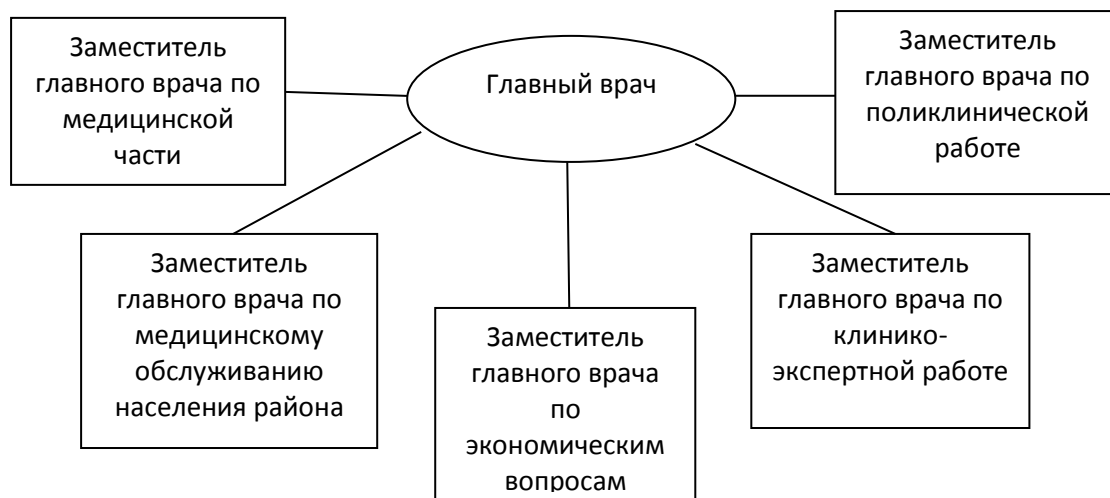 Заместитель
главного врача по
медицинской
части
Главный врач
Заместитель
главного врача по
поликлинической
работе
Заместитель
главного врача по
медицинскому
обслуживанию
населения района
Заместитель
главного врача
по
экономическим
вопросам
Заместитель
главного врача по
клинико-
экспертной работе